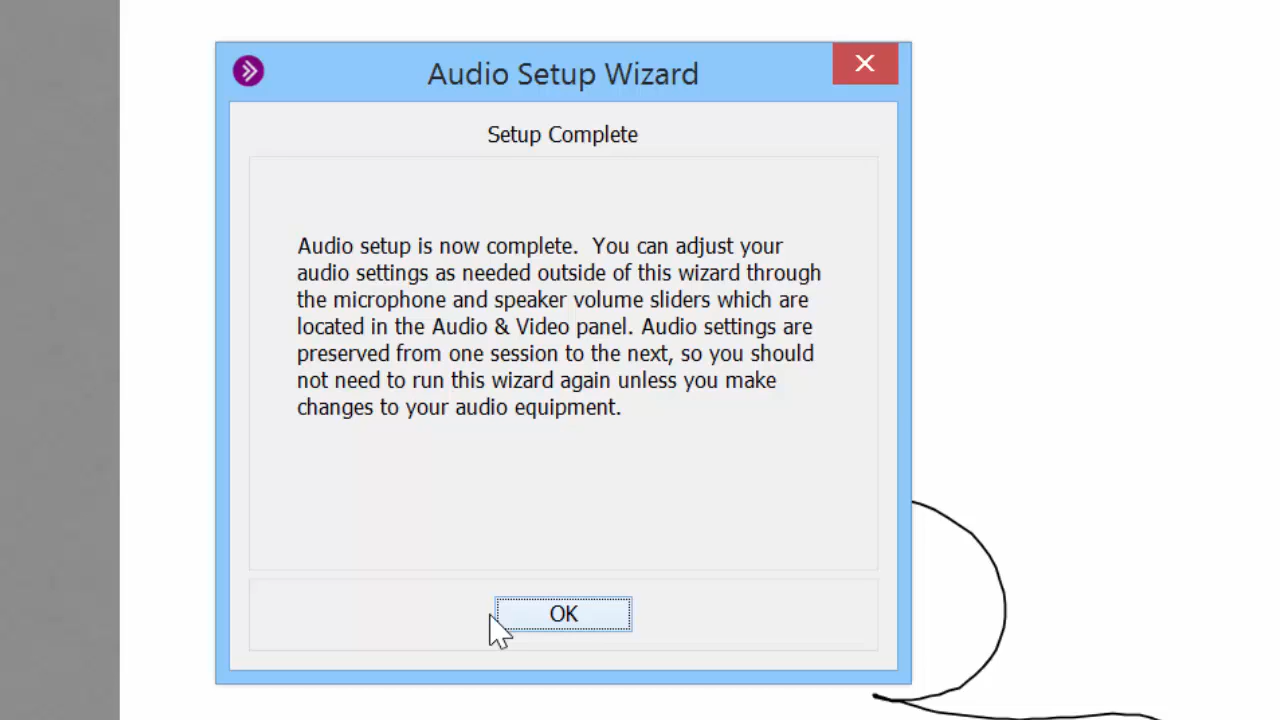 Audio Setup Wizard
Setup Complete
Audio setup is now complete.  You can adjust your
audio settings as needed outside of this wizard through
the microphone and speaker volume sliders which are
located in the Audio & Video panel. Audio settings are
preserved from one session to the next, so you should
not need to run this wizard again unless you make
changes to your audio equipment.
OK